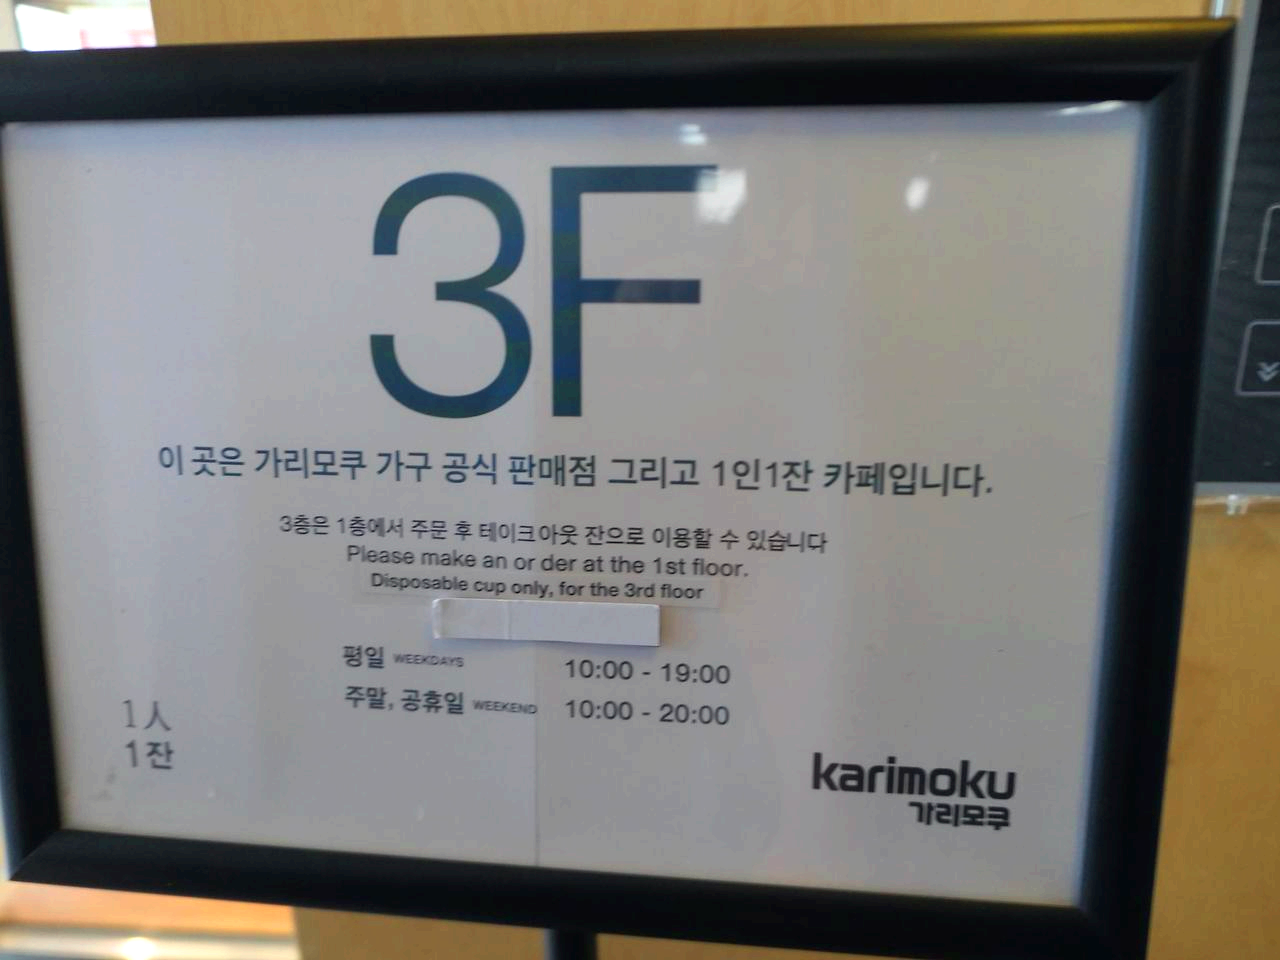 3F
이 곳은 가리모쿠 가구 공식 판매점 그리고 1인1잔 카페입니다.
3층은 1층에서 주문 후 테이크아웃 잔으로 이용할 수 있습니다
Please make an or der at the 1st floor.
Disposable cup only, for the 3rd floor
평일 WEEKDAYS 10:00 - 19:00
주말, 공휴일 WEEKEND 10:00 - 20:00
1人
1잔
karimoku
가리모쿠